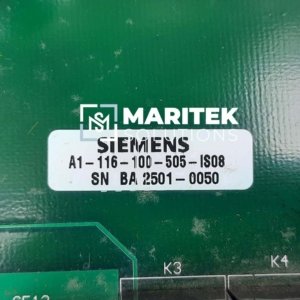 MARITEK
SOLUTIONS
SIEMENS
A1-116-100-505-IS08
SN BA 2501-0050
K3
K4